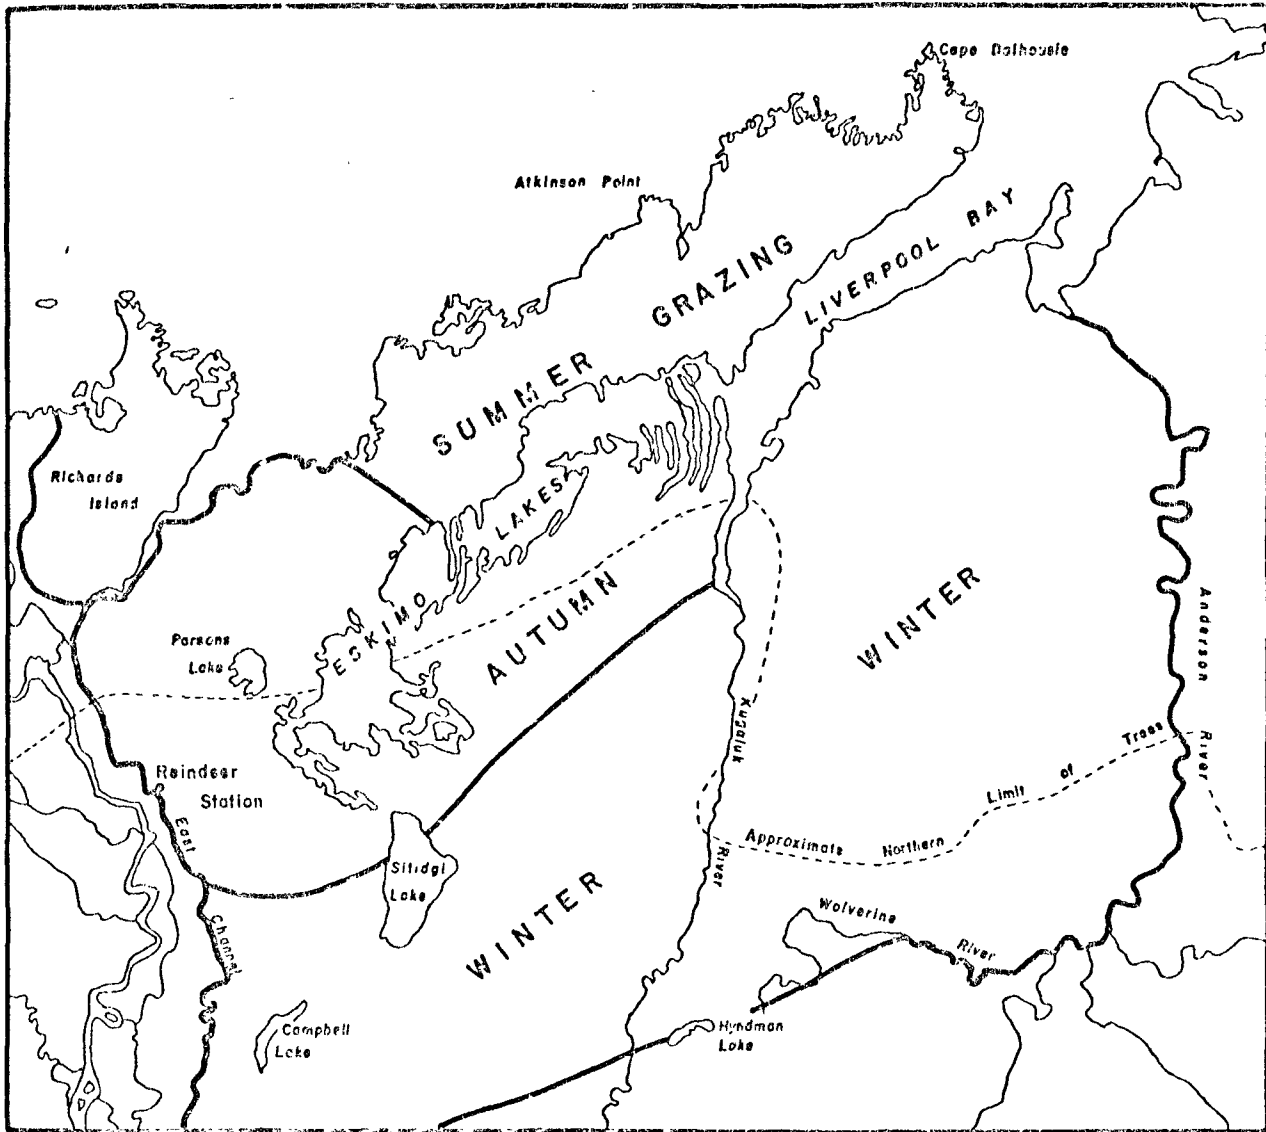 Cape Dalhousie
Atkinson Point
LIVERPOOL BAY
SUMMER GRAZING
Richards
Island
ESKIMO LAKES
AUTUMN
WINTER
Anderson River
Parsons
Lake
Kugaluk River
Reindeer
Station
East Channel
Approximate Northern Limit of Trees
Sitidgi
Lake
WINTER
Wolverine River
Campbell
Lake
Hyndman
Lake